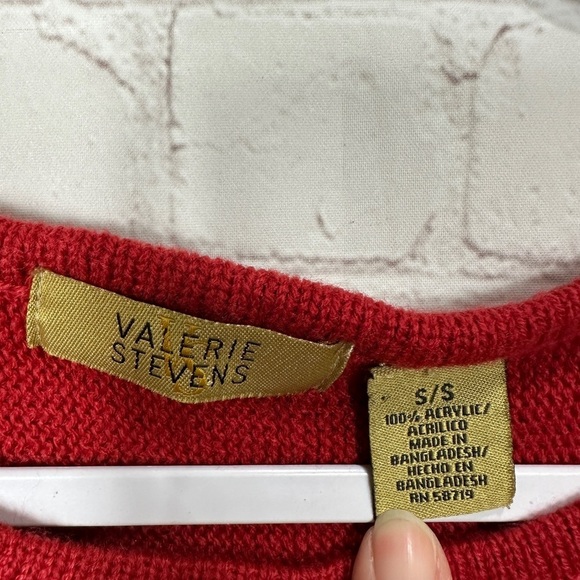 VALERIE
STEVENS
S/S
100% ACRYLIC/
ACRILICO
MADE IN
BANGLADESH/
HECHO EN
BANGLADESH
RN 58719